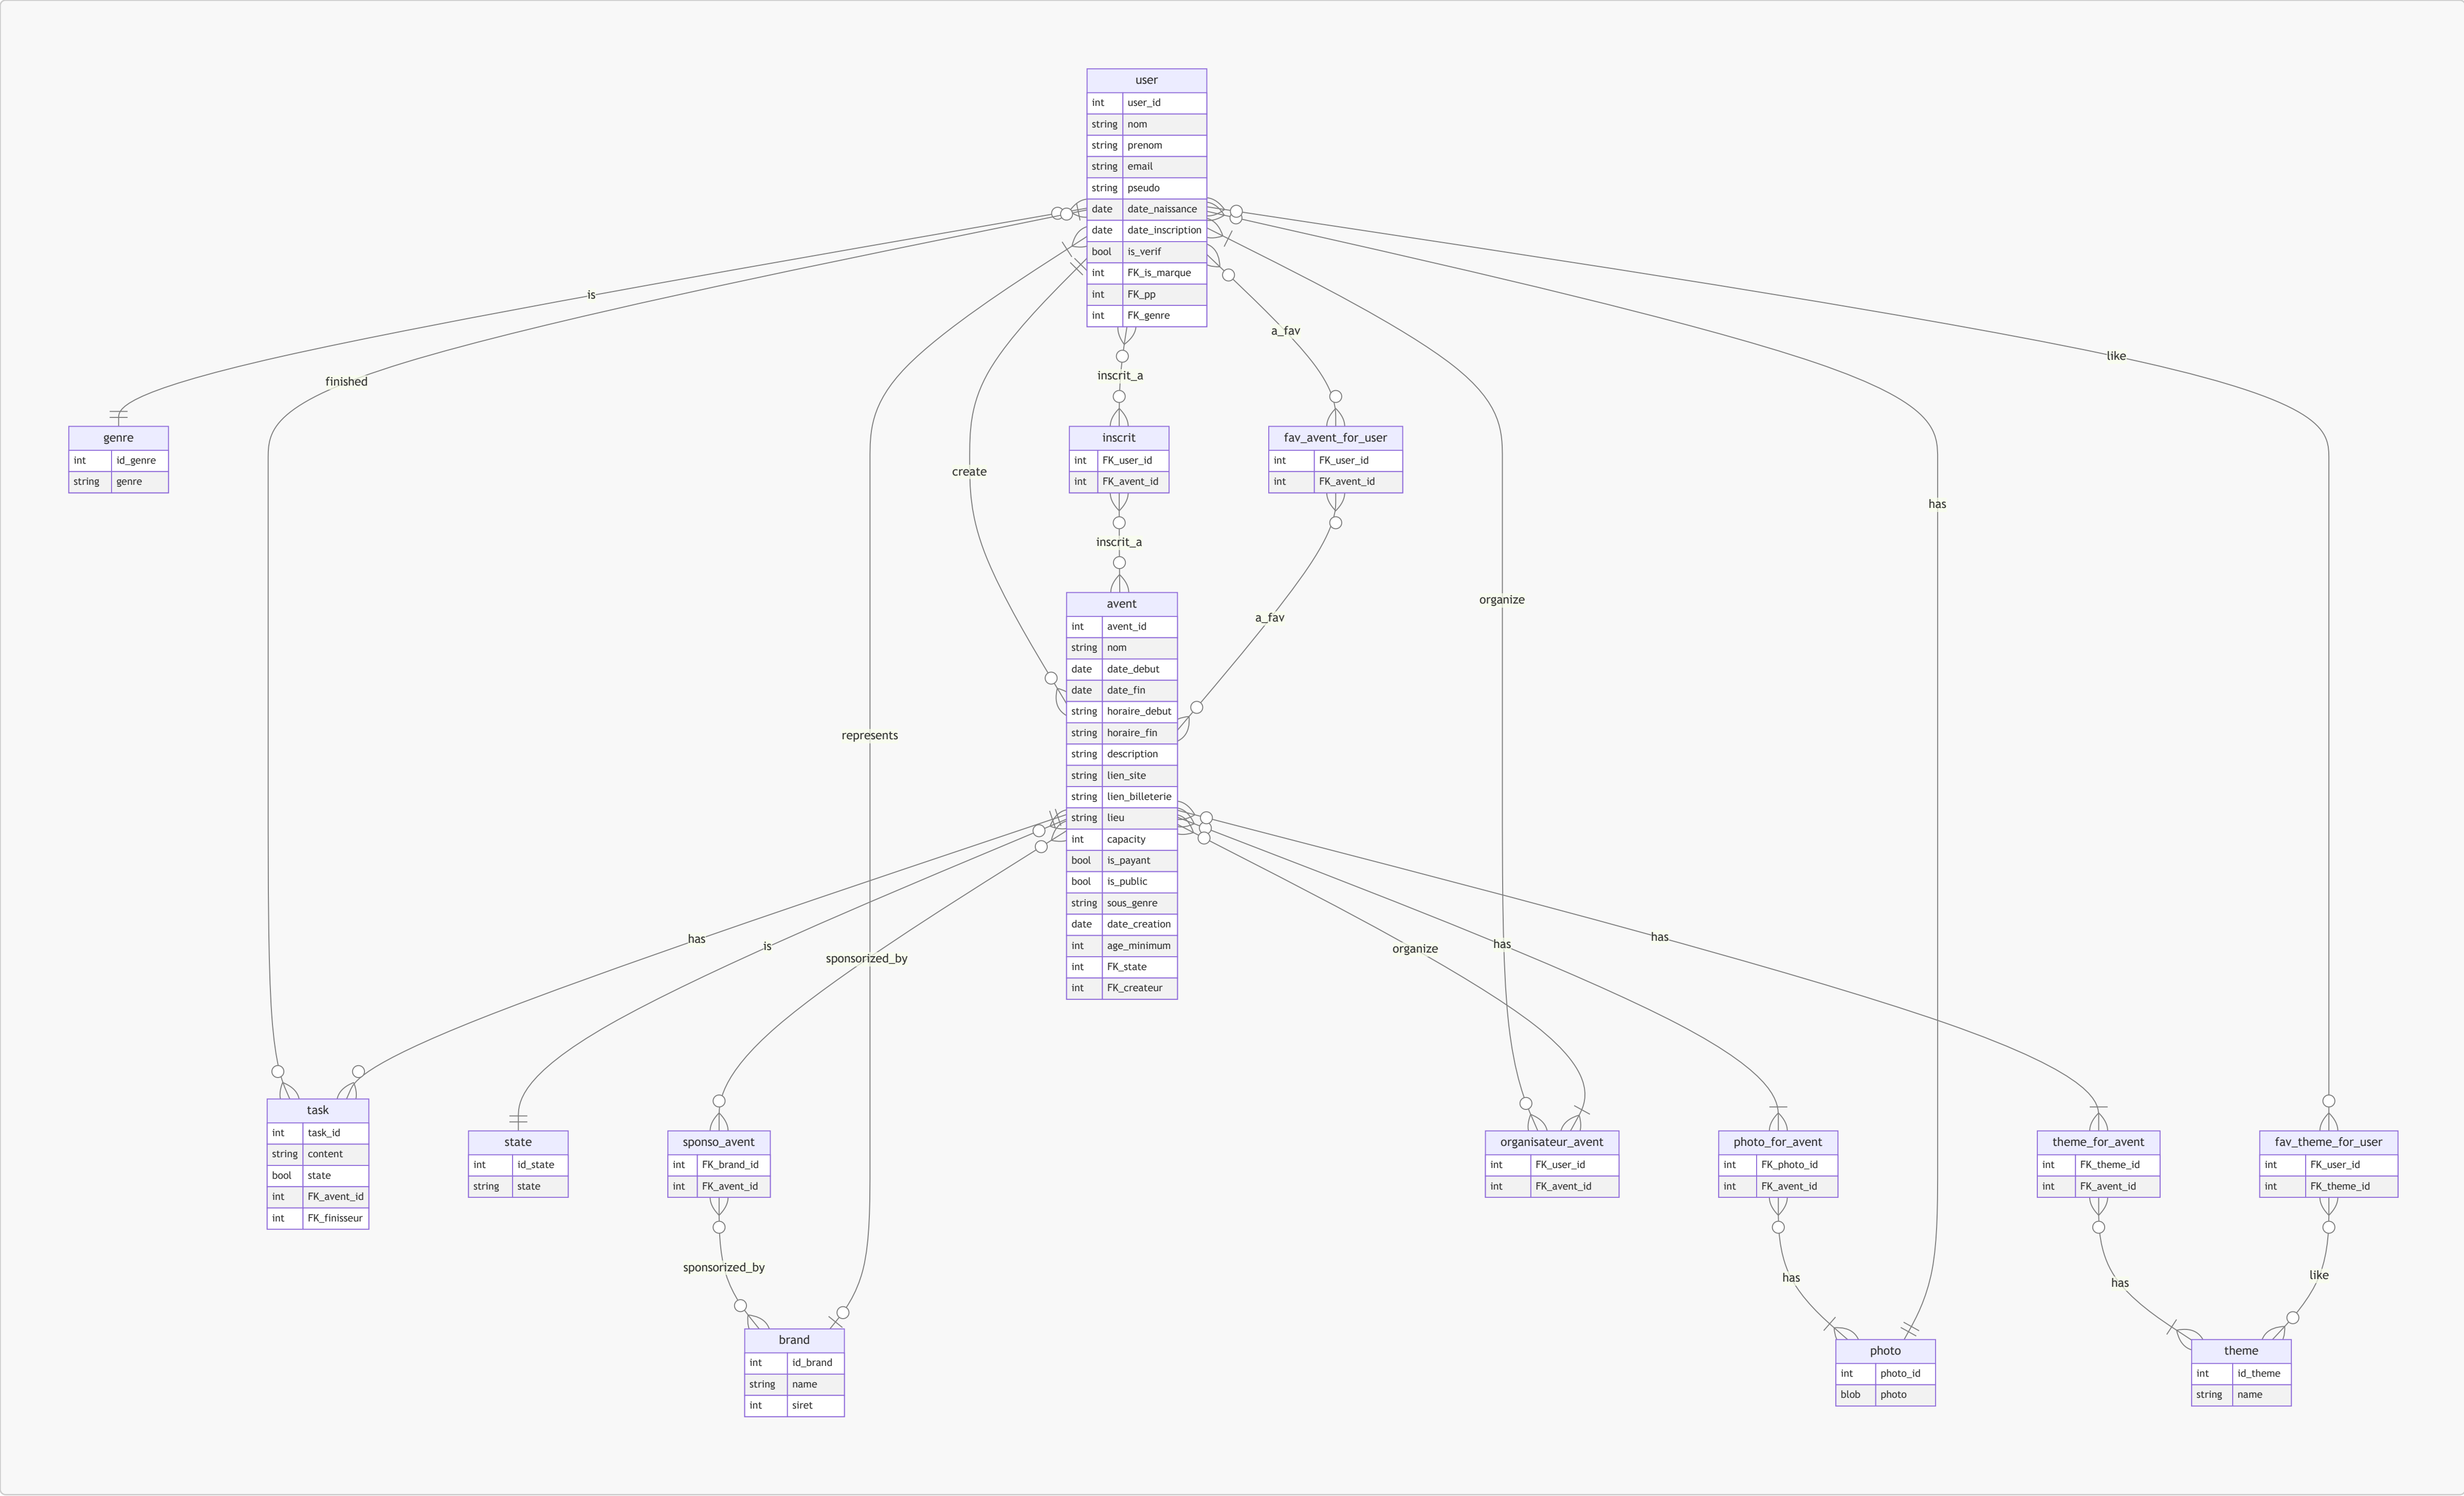 user
int user_id
string nom
string prenom
string email
string pseudo
date date_naissance
date date_inscription
bool is_verif
int FK_is_marque
int FK_pp
int FK_genre
is
a_fav
like
inscrit_a
finished
genre
int id_genre
string genre
inscrit
int FK_user_id
int FK_avent_id
fav_avent_for_user
int FK_user_id
int FK_avent_id
create
has
inscrit_a
organize
a_fav
avent
int avent_id
string nom
date date_debut
date date_fin
string horaire_debut
string horaire_fin
string description
string lien_site
string lien_billeterie
string lieu
int capacity
bool is_payant
bool is_public
string sous_genre
date date_creation
int age_minimum
int FK_state
int FK_createur
represents
has
is
sponsorized_by
organize
has
has
task
int task_id
string content
bool state
int FK_avent_id
int FK_finisseur
state
int id_state
string state
sponso_avent
int FK_brand_id
int FK_avent_id
organisateur_avent
int FK_user_id
int FK_avent_id
photo_for_avent
int FK_photo_id
int FK_avent_id
theme_for_avent
int FK_theme_id
int FK_avent_id
fav_theme_for_user
int FK_user_id
int FK_theme_id
sponsorized_by
has
has
like
brand
int id_brand
string name
int siret
photo
int photo_id
blob photo
theme
int id_theme
string name